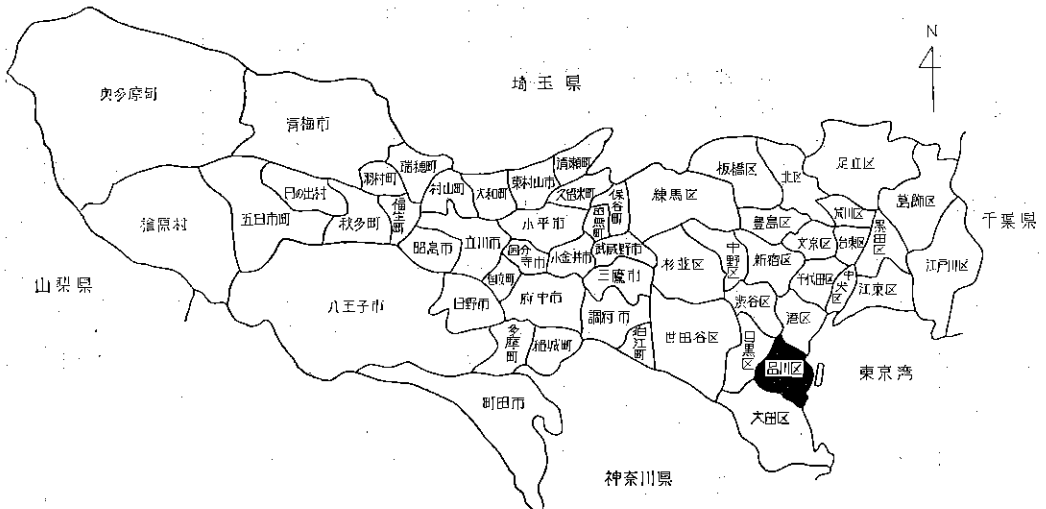 N
埼玉県
奥多摩町
青梅市
瑞穂町
羽村町
清瀬町
板橋区
北区
足立区
村山町
大和町
東村山市
久留米町
保谷町
練馬区
葛飾区
千葉県
日の出村
檜原村
五日市町
秋多町
福生町
小平市
田無町
豊島区
荒川区
墨田区
昭島市
立川市
国分寺市
小金井市
武蔵野市
中野区
文京区
台東区
江戸川区
杉並区
新宿区
三鷹市
千代田区
中央区
江東区
山梨県
国立町
八王子市
日野市
府中市
調布市
狛江町
世田谷区
渋谷区
港区
多摩町
稲城町
目黒区
品川区
東京湾
町田市
大田区
神奈川県